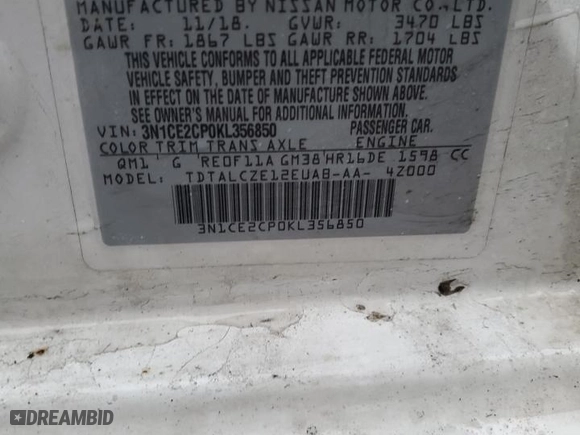 MANUFACTURED BY NISSAN MOTOR CO.,LTD.
DATE: 11/18. GVWR: 3470 LBS
GAWR FR: 1867 LBS GAWR RR: 1704 LBS
THIS VEHICLE CONFORMS TO ALL APPLICABLE FEDERAL MOTOR
VEHICLE SAFETY, BUMPER AND THEFT PREVENTION STANDARDS
IN EFFECT ON THE DATE OF MANUFACTURE SHOWN ABOVE.
SEE OWNER'S MANUAL FOR ADDITIONAL INFORMATION.
VIN: 3N1CE2CP0KL356850 PASSENGER CAR.
COLOR TRIM TRANS AXLE ENGINE
QM1 G RE0F11A GM38 HR16DE 1598 CC
MODEL: TDTALCZE12EUAB-AA- 4Z000
3N1CE2CP0KL356850
DREAMBID